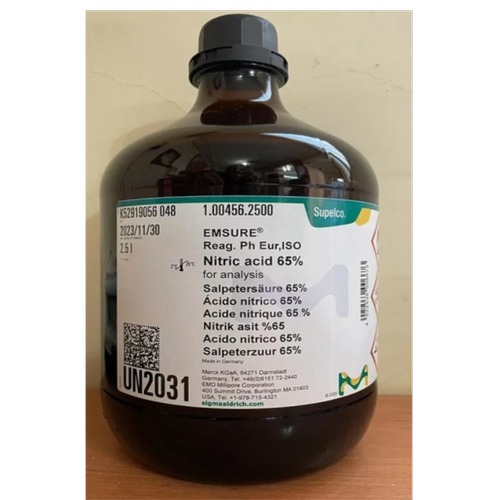 K52919056 048
2023/11/30
2.5 l
1.00456.2500
Supelco.
EMSURE®
Reag. Ph Eur,ISO
Nitric acid 65%
for analysis
Salpetersäure 65%
Ácido nítrico 65%
Acide nitrique 65 %
Nitrik asit %65
Acido nitrico 65%
Salpeterzuur 65%
Made in Germany
Merck KGaA, 64271 Darmstadt
Germany, Tel. +49(0)6151 72-2440
EMD Millipore Corporation
400 Summit Drive, Burlington MA 01803
USA, Tel. +1-978-715-4321
sigmaaldrich.com
UN2031
M